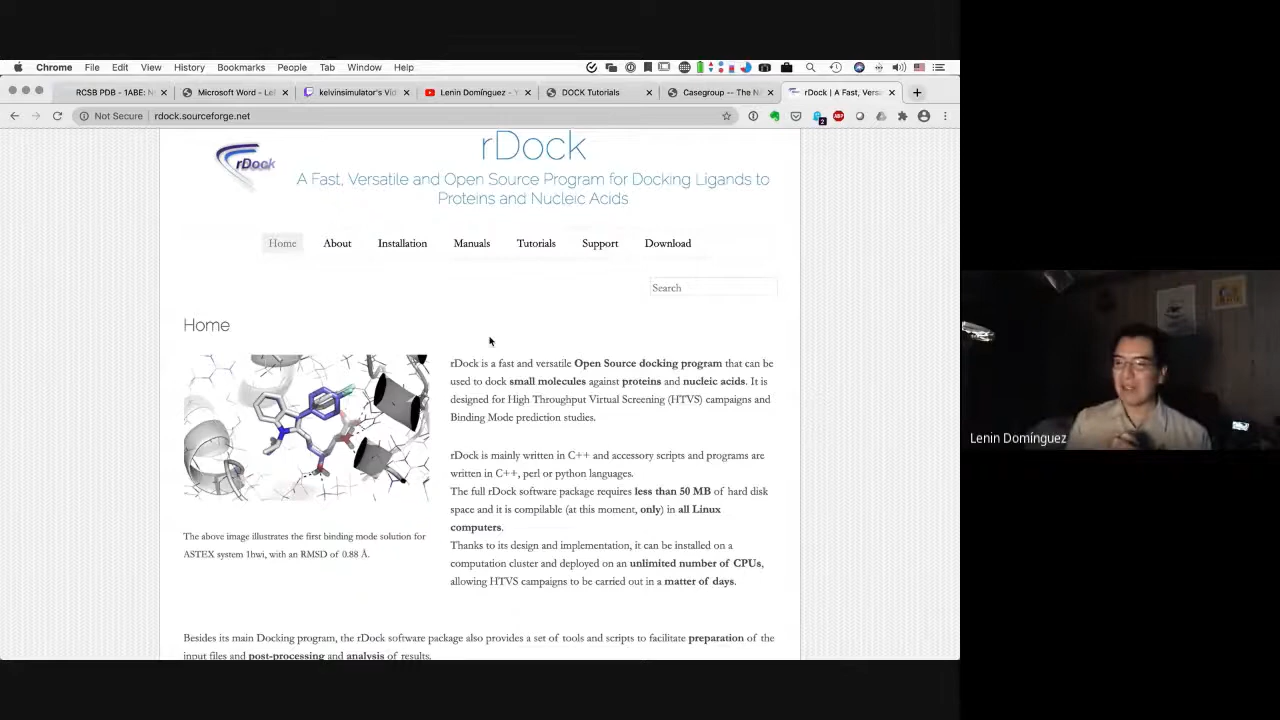 Chrome File Edit View History Bookmarks People Tab Window Help
RCSB PDB - 1ABE: N
Microsoft Word - Le
kelvinsimulator's Vid
Lenin Domínguez - Y
DOCK Tutorials
Casegroup -- The N
rDock | A Fast, Vers
Not Secure | rdock.sourceforge.net
ABP
2
rDock
rDock
A Fast, Versatile and Open Source Program for Docking Ligands to
Proteins and Nucleic Acids
Home About Installation Manuals Tutorials Support Download
Search
Home
rDock is a fast and versatile Open Source docking program that can be
used to dock small molecules against proteins and nucleic acids. It is
designed for High Throughput Virtual Screening (HTVS) campaigns and
Binding Mode prediction studies.
rDock is mainly written in C++ and accessory scripts and programs are
written in C++, perl or python languages.
The full rDock software package requires less than 50 MB of hard disk
space and it is compilable (at this moment, only) in all Linux
computers.
Thanks to its design and implementation, it can be installed on a
computation cluster and deployed on an unlimited number of CPUs,
allowing HTVS campaigns to be carried out in a matter of days.
The above image illustrates the first binding mode solution for
ASTEX system 1hwi, with an RMSD of 0.88 Å.
Besides its main Docking program, the rDock software package also provides a set of tools and scripts to facilitate preparation of the
input files and post-processing and analysis of results.
Lenin Domínguez